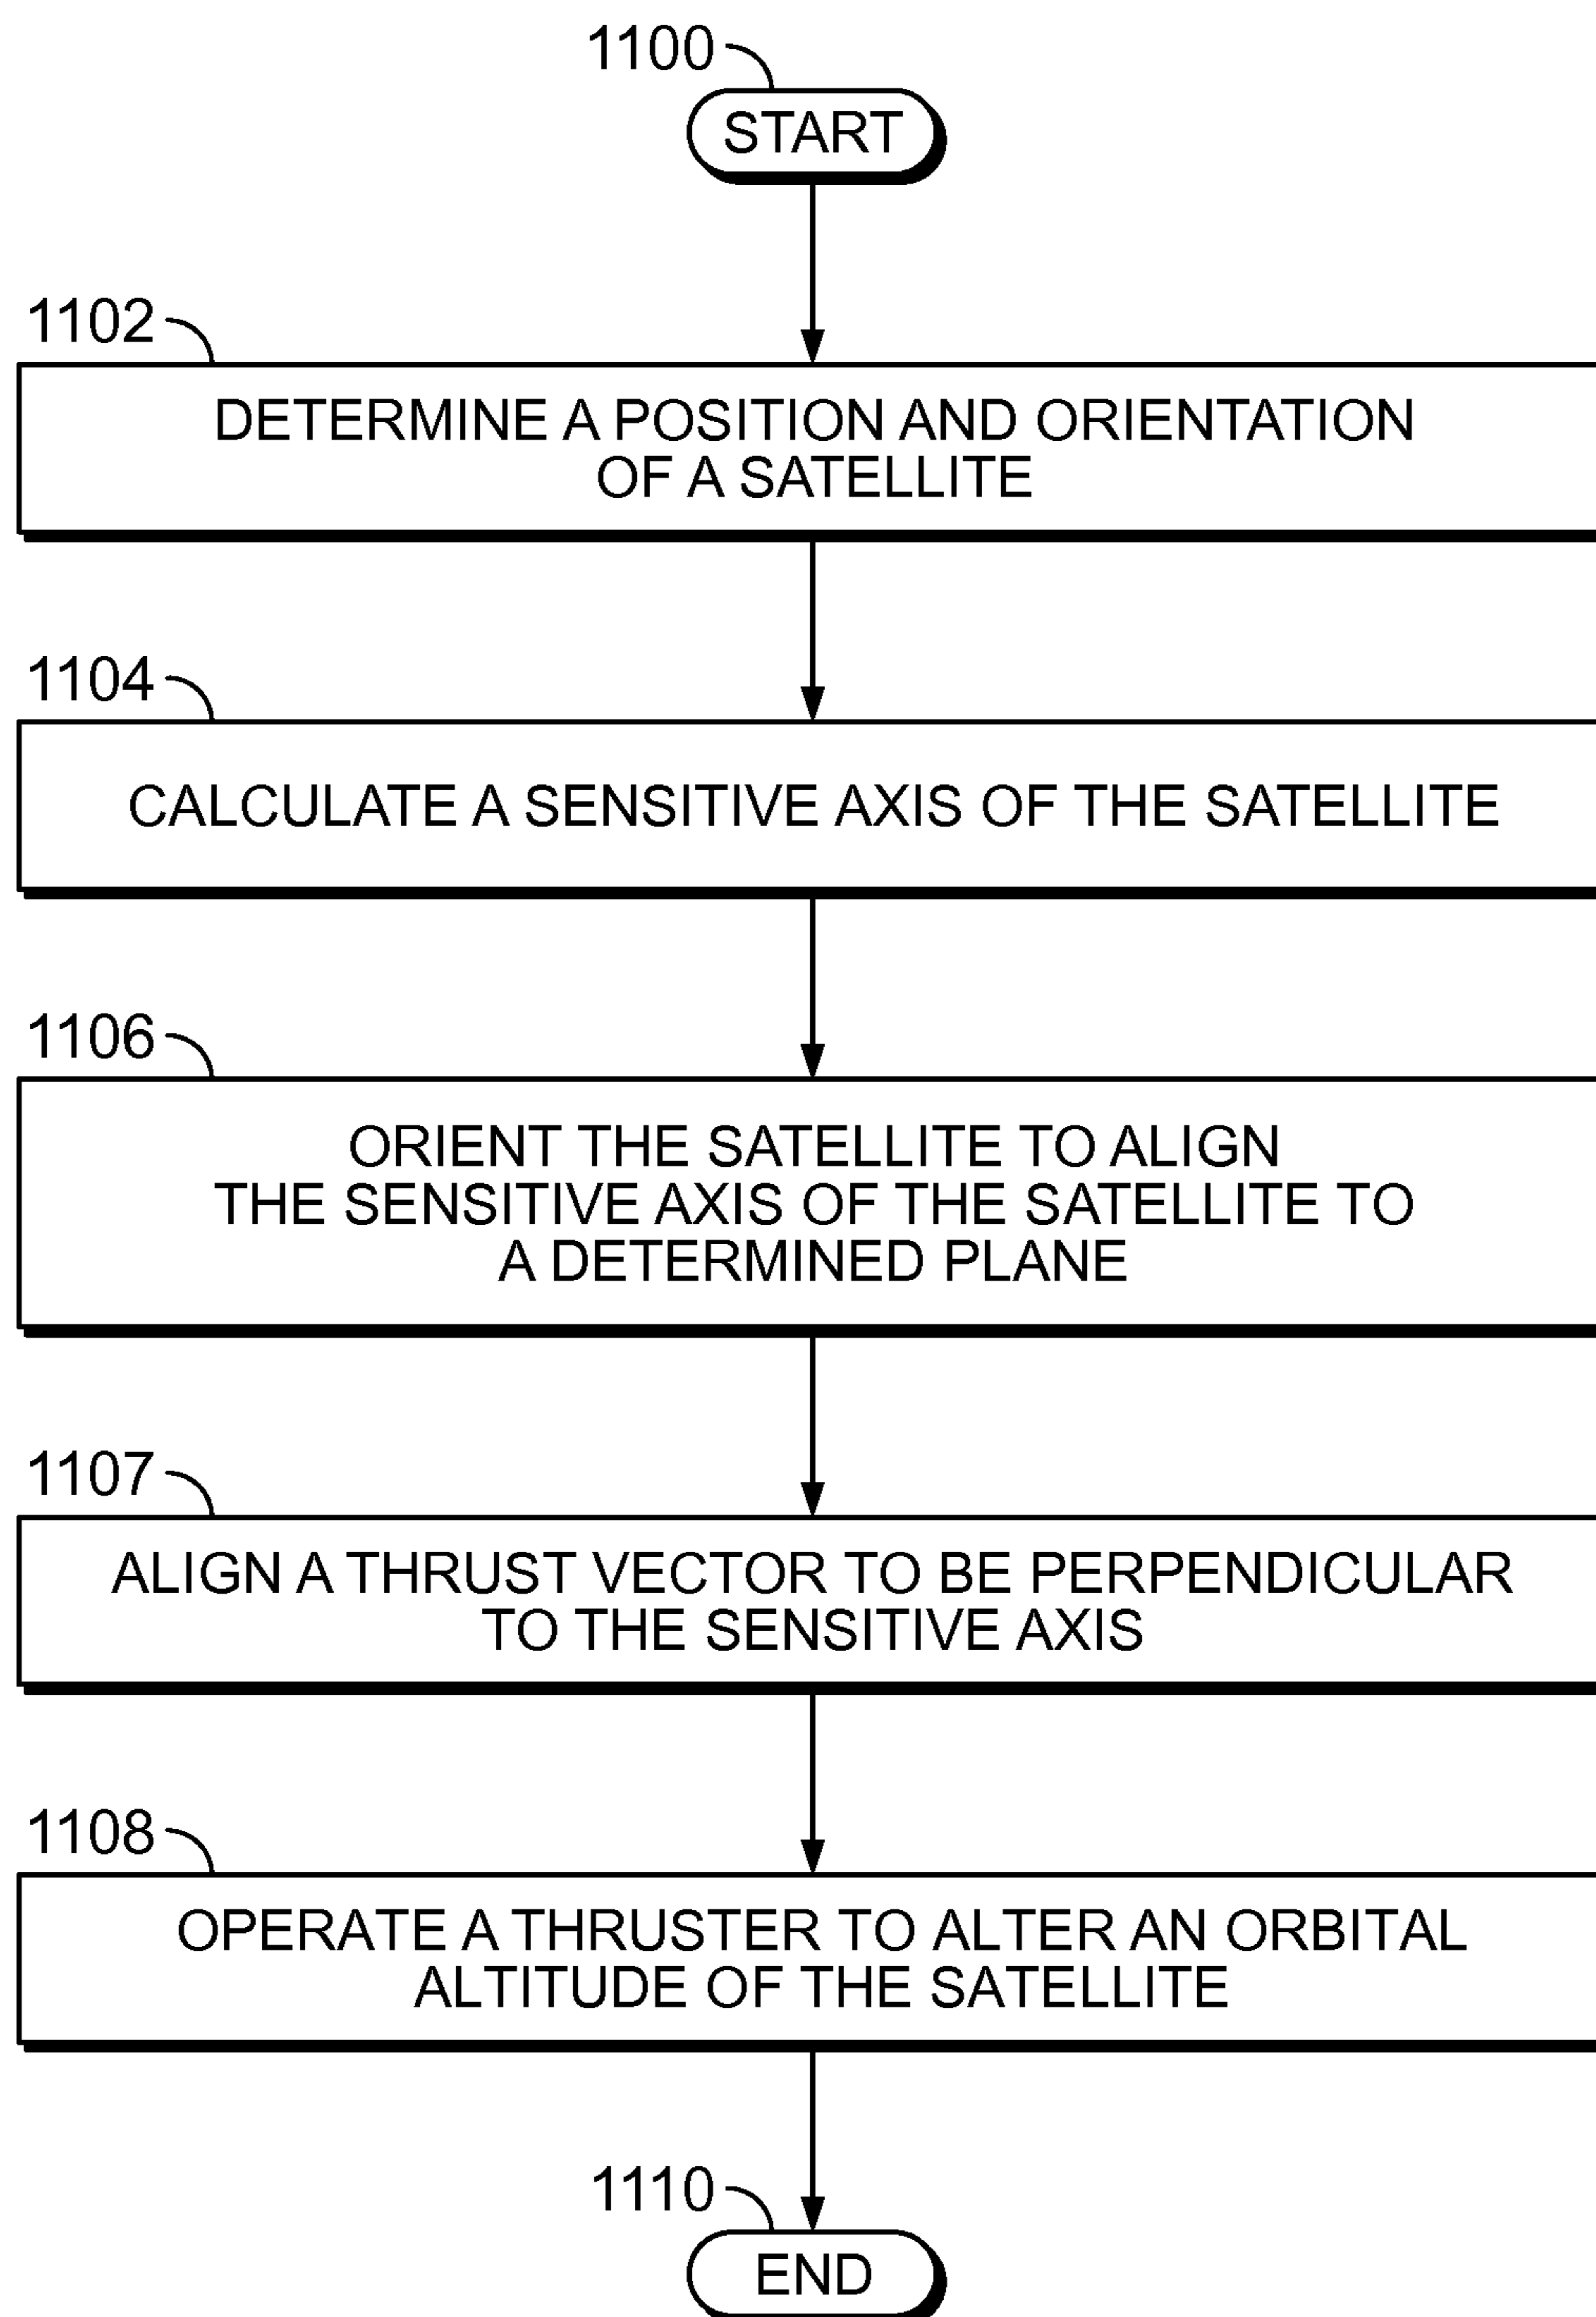 1100
START
1102
DETERMINE A POSITION AND ORIENTATION
OF A SATELLITE
1104
CALCULATE A SENSITIVE AXIS OF THE SATELLITE
1106
ORIENT THE SATELLITE TO ALIGN
THE SENSITIVE AXIS OF THE SATELLITE TO
A DETERMINED PLANE
1107
ALIGN A THRUST VECTOR TO BE PERPENDICULAR
TO THE SENSITIVE AXIS
1108
OPERATE A THRUSTER TO ALTER AN ORBITAL
ALTITUDE OF THE SATELLITE
1110
END